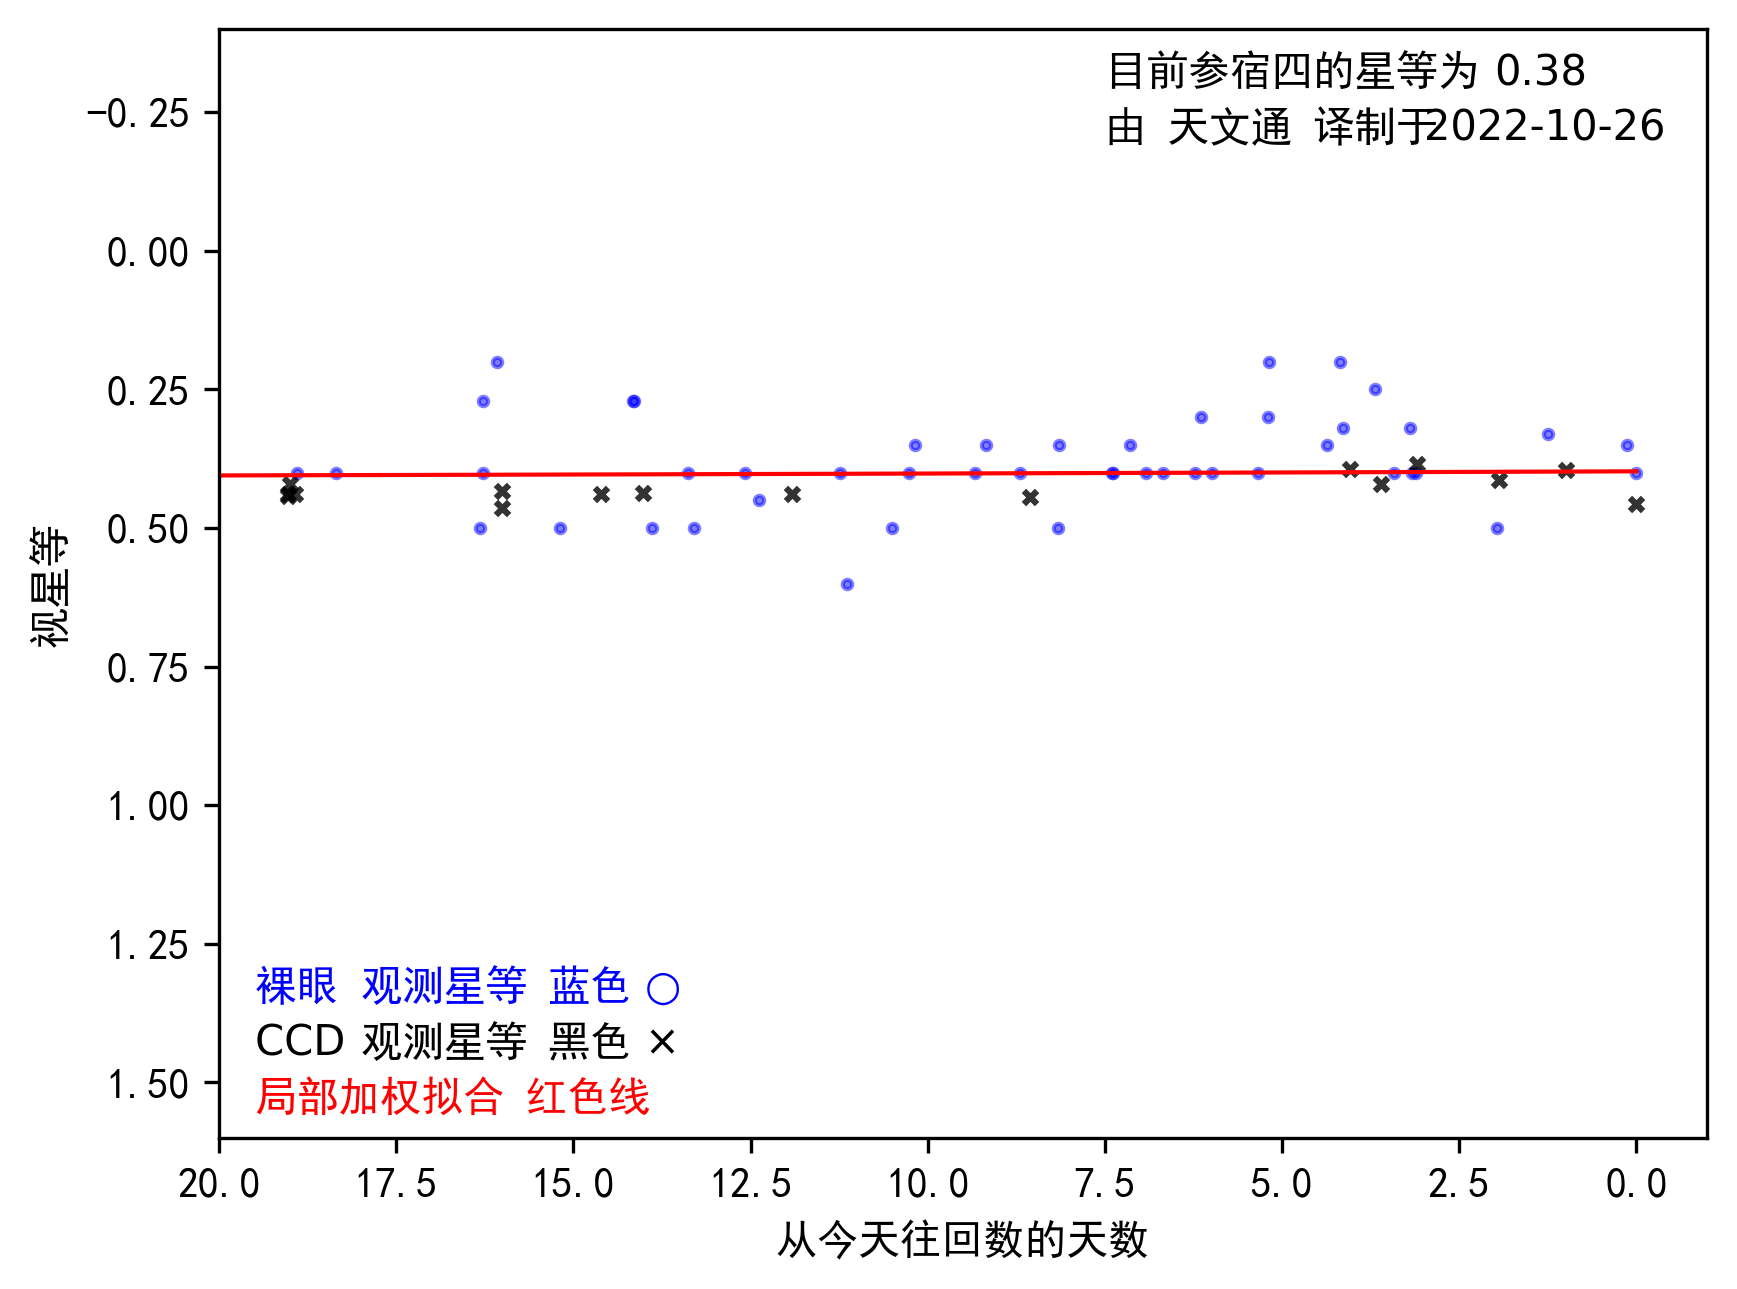 目前参宿四的星等为 0.38
由 天文通 译制于2022-10-26
−0.25
0.00
0.25
0.50
0.75
1.00
1.25
1.50
视星等
裸眼 观测星等 蓝色 ○
CCD 观测星等 黑色 ×
局部加权拟合 红色线
20.0 17.5 15.0 12.5 10.0 7.5 5.0 2.5 0.0
从今天往回数的天数